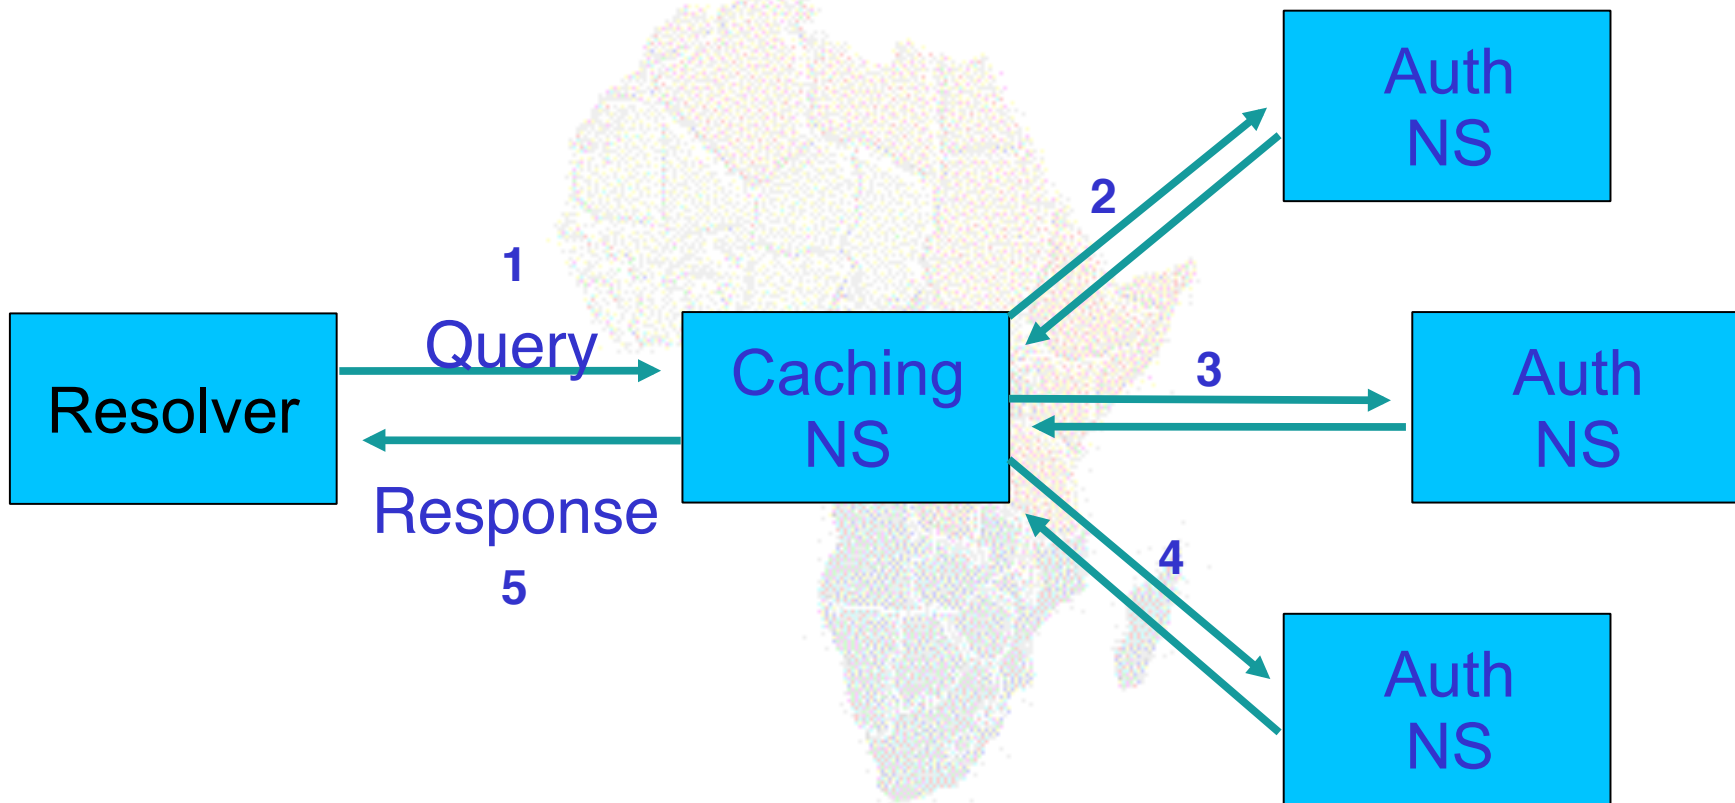 Auth
NS
2
1
Query
Resolver
Caching
NS
3
Auth
NS
Response
5
4
Auth
NS